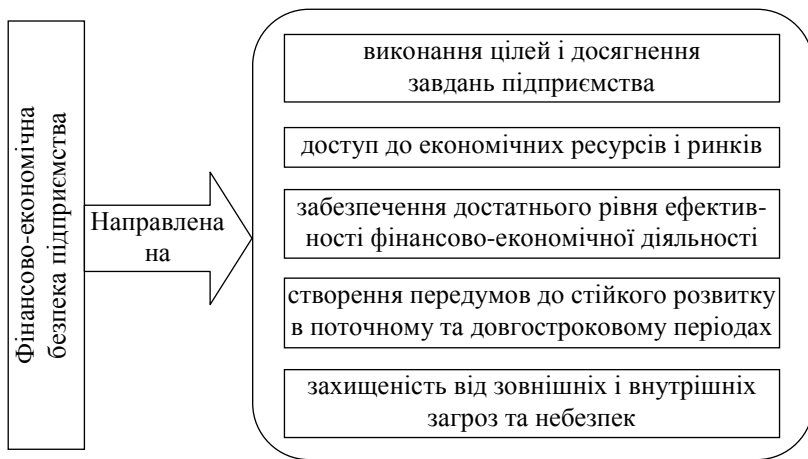 Фінансово-економічна
безпека підприємства
Направлена
на
виконання цілей і досягнення
завдань підприємства
доступ до економічних ресурсів і ринків
забезпечення достатнього рівня ефектив-
ності фінансово-економічної діяльності
створення передумов до стійкого розвитку
в поточному та довгостроковому періодах
захищеність від зовнішніх і внутрішніх
загроз та небезпек